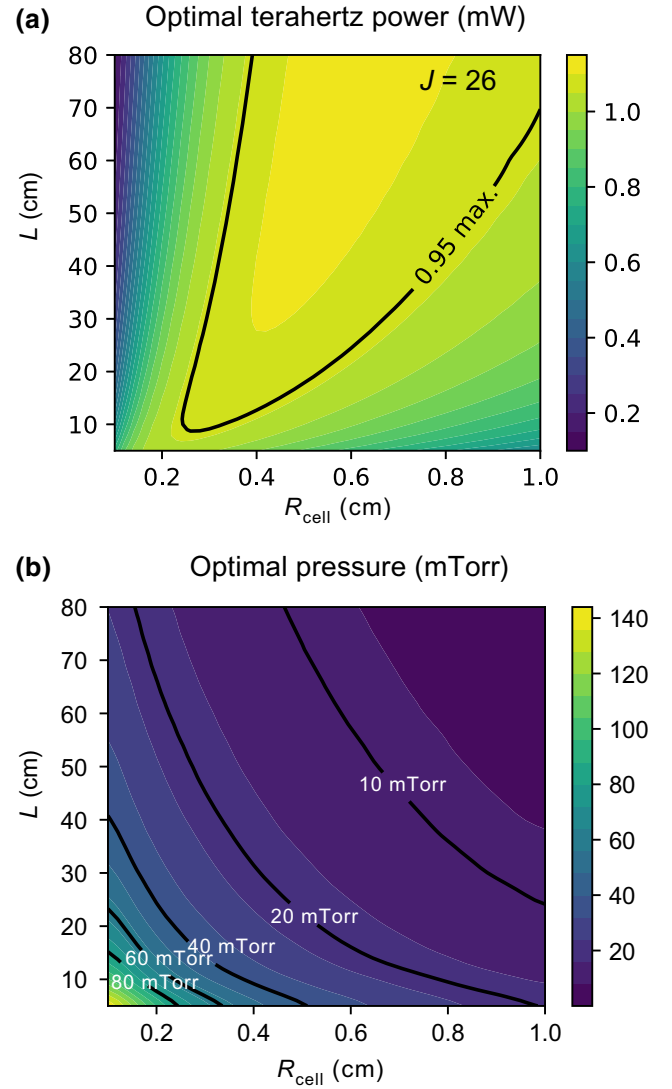 (a) Optimal terahertz power (mW)
J = 26
0.95 max.
80
70
60
50
40
30
20
10
L (cm)
0.2 0.4 0.6 0.8 1.0
R_cell (cm)
1.0
0.8
0.6
0.4
0.2
(b) Optimal pressure (mTorr)
10 mTorr
20 mTorr
40 mTorr
60 mTorr
80 mTorr
80
70
60
50
40
30
20
10
L (cm)
0.2 0.4 0.6 0.8 1.0
R_cell (cm)
140
120
100
80
60
40
20